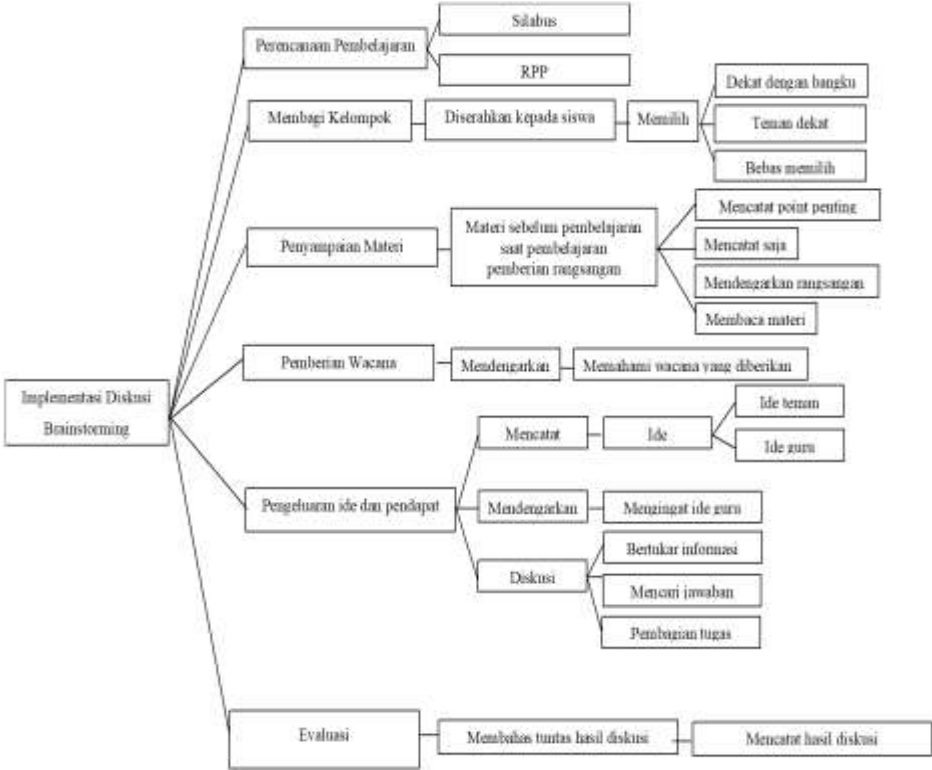 Silabus
Perencanaan Pembelajaran
RPP
Dekat dengan bangku
Membagi Kelompok
Diserahkan kepada siswa
Memilih
Teman dekat
Bebas memilih
Mencatat point penting
Penyampaian Materi
Materi sebelum pembelajaran
saat pembelajaran
pemberian rangsangan
Mencatat saja
Mendengarkan rangsangan
Membaca materi
Pemberian Wacana
Mendengarkan
Memahami wacana yang diberikan
Implementasi Diskusi
Brainstorming
Ide teman
Mencatat
Ide
Ide guru
Pengeluaran ide dan pendapat
Mendengarkan
Mengingat ide guru
Bertukar informasi
Diskusi
Mencari jawaban
Pembagian tugas
Evaluasi
Membahas tuntas hasil diskusi
Mencatat hasil diskusi